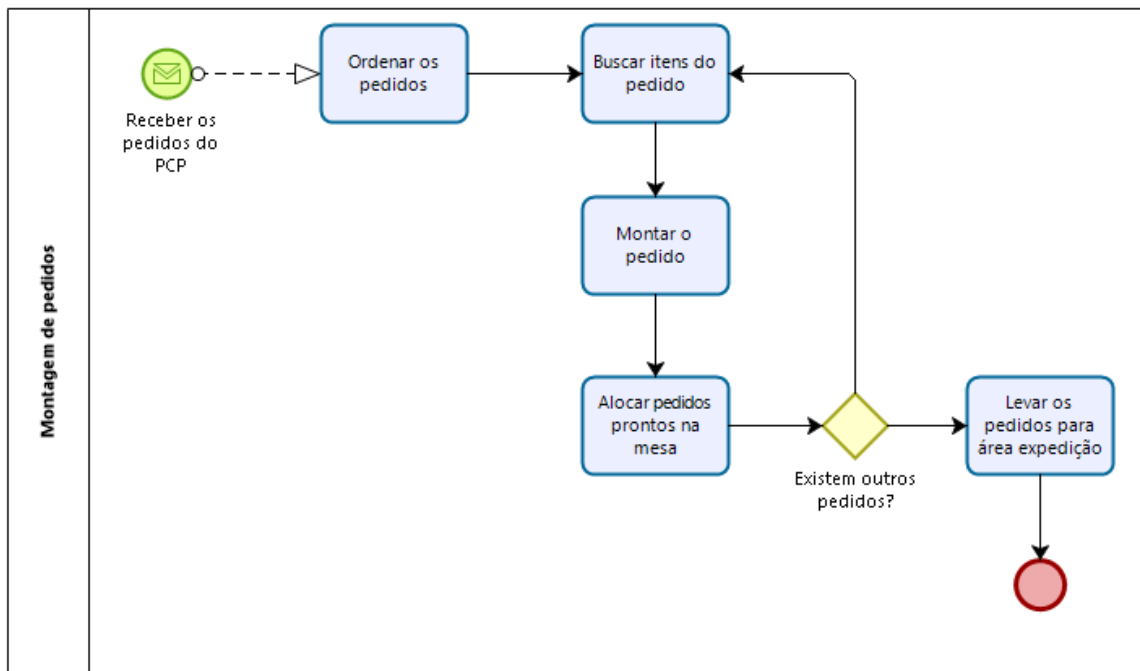 Montagem de pedidos
Receber os
pedidos do
PCP
Ordenar os
pedidos
Buscar itens do
pedido
Montar o
pedido
Alocar pedidos
prontos na
mesa
Existem outros
pedidos?
Levar os
pedidos para
área expedição